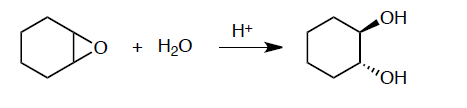 O + H₂O H+ OH
OH